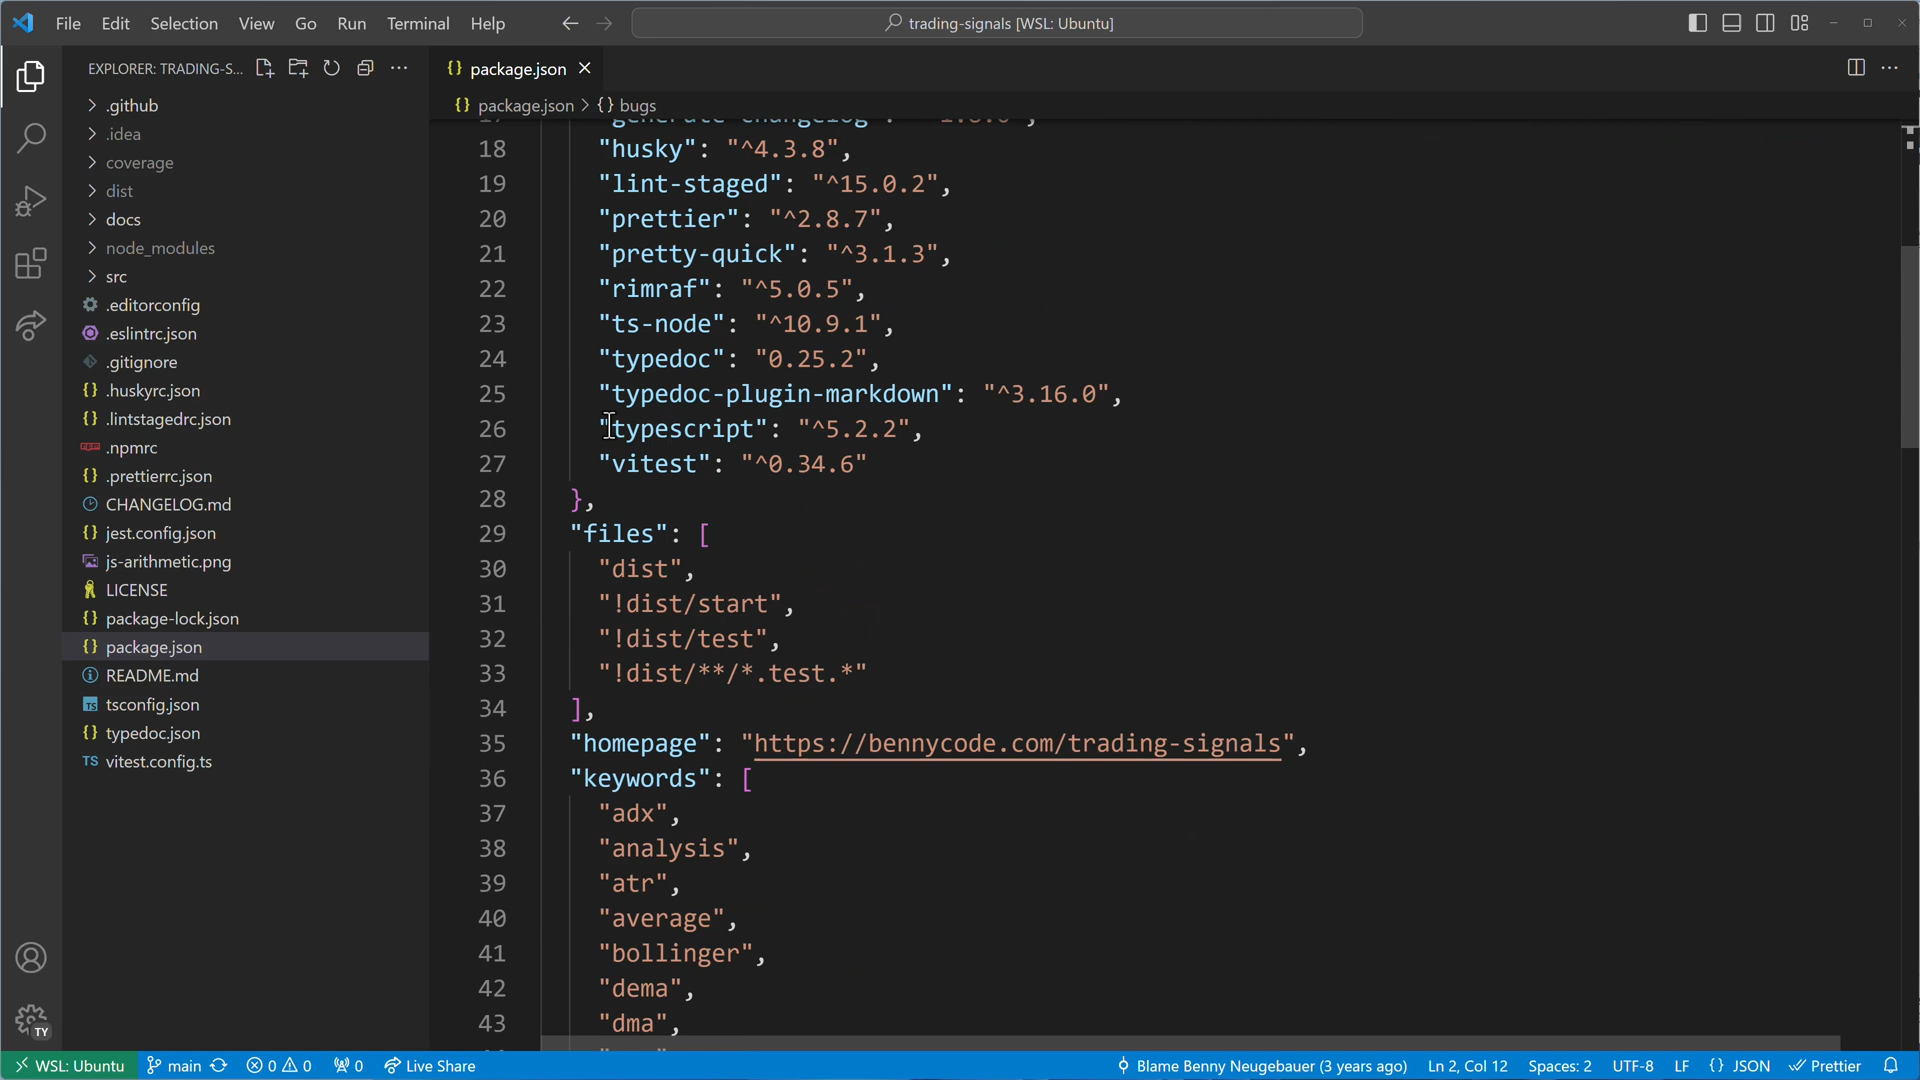 File Edit Selection View Go Run Terminal Help
trading-signals [WSL: Ubuntu]
EXPLORER: TRADING-S...
.github
.idea
coverage
dist
docs
node_modules
src
.editorconfig
.eslintrc.json
.gitignore
.huskyrc.json
.lintstagedrc.json
.npmrc
.prettierrc.json
CHANGELOG.md
jest.config.json
js-arithmetic.png
LICENSE
package-lock.json
package.json
README.md
TS tsconfig.json
typedoc.json
TS vitest.config.ts
TY
{} package.json
{} package.json > {} bugs
18 "husky": "^4.3.8",
19 "lint-staged": "^15.0.2",
20 "prettier": "^2.8.7",
21 "pretty-quick": "^3.1.3",
22 "rimraf": "^5.0.5",
23 "ts-node": "^10.9.1",
24 "typedoc": "0.25.2",
25 "typedoc-plugin-markdown": "^3.16.0",
26 "typescript": "^5.2.2",
27 "vitest": "^0.34.6"
28 },
29 "files": [
30 "dist",
31 "!dist/start",
32 "!dist/test",
33 "!dist/**/*.test.*"
34 ],
35 "homepage": "https://bennycode.com/trading-signals",
36 "keywords": [
37 "adx",
38 "analysis",
39 "atr",
40 "average",
41 "bollinger",
42 "dema",
43 "dma",
WSL: Ubuntu main 0 0 0 Live Share Blame Benny Neugebauer (3 years ago) Ln 2, Col 12 Spaces: 2 UTF-8 LF {} JSON Prettier